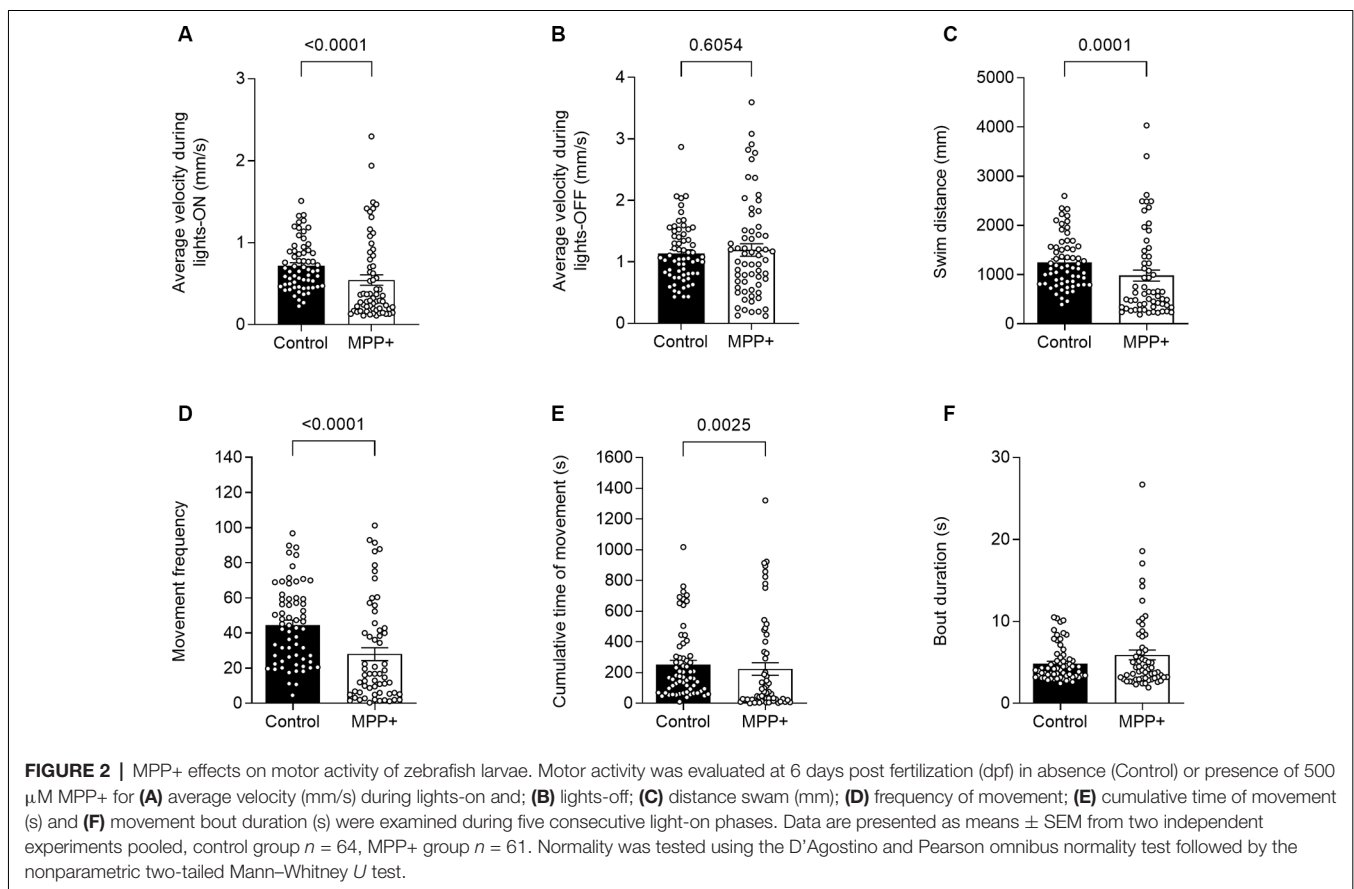 A
<0.0001
Average velocity during
lights-ON (mm/s)
3
2
1
0
Control MPP+
B
0.6054
Average velocity during
lights-OFF (mm/s)
4
3
2
1
0
Control MPP+
C
0.0001
Swim distance (mm)
5000
4000
3000
2000
1000
0
Control MPP+
D
<0.0001
Movement frequency
140
120
100
80
60
40
20
0
Control MPP+
E
0.0025
Cumulative time of movement (s)
1600
1400
1200
1000
800
600
400
200
0
Control MPP+
F
Bout duration (s)
30
20
10
0
Control MPP+
FIGURE 2 | MPP+ effects on motor activity of zebrafish larvae. Motor activity was evaluated at 6 days post fertilization (dpf) in absence (Control) or presence of 500
μM MPP+ for (A) average velocity (mm/s) during lights-on and; (B) lights-off; (C) distance swam (mm); (D) frequency of movement; (E) cumulative time of movement
(s) and (F) movement bout duration (s) were examined during five consecutive light-on phases. Data are presented as means ± SEM from two independent
experiments pooled, control group n = 64, MPP+ group n = 61. Normality was tested using the D’Agostino and Pearson omnibus normality test followed by the
nonparametric two-tailed Mann–Whitney U test.